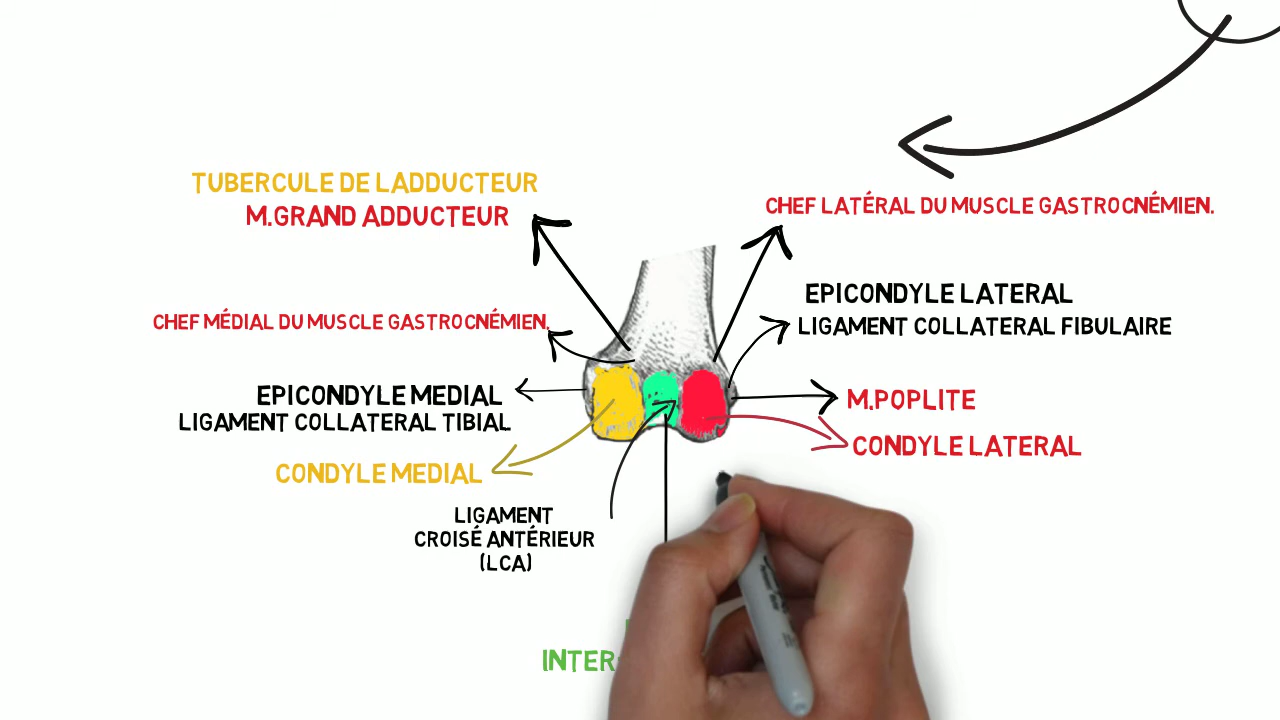 TUBERCULE DE LADDUCTEUR
M.GRAND ADDUCTEUR
CHEF LATÉRAL DU MUSCLE GASTROCNÉMIEN.
EPICONDYLE LATERAL
LIGAMENT COLLATERAL FIBULAIRE
CHEF MÉDIAL DU MUSCLE GASTROCNÉMIEN.
EPICONDYLE MEDIAL
LIGAMENT COLLATERAL TIBIAL
M.POPLITE
CONDYLE LATERAL
CONDYLE MEDIAL
LIGAMENT
CROISÉ ANTÉRIEUR
(LCA)
INTER